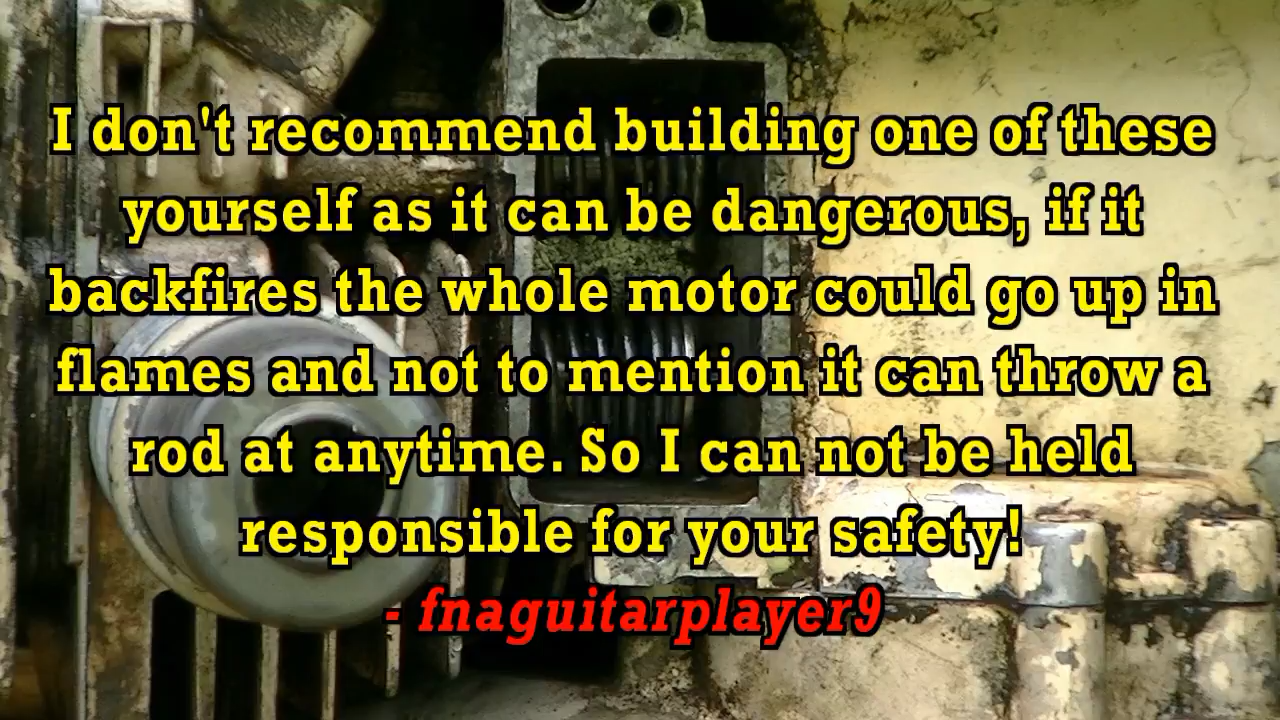 I don't recommend building one of these
yourself as it can be dangerous, if it
backfires the whole motor could go up in
flames and not to mention it can throw a
rod at anytime. So I can not be held
responsible for your safety!
- fnaguitarplayer9